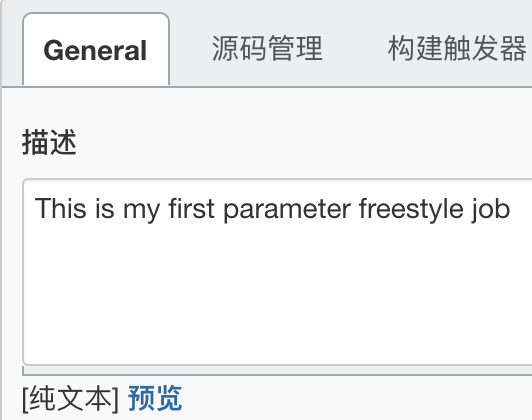 General 源码管理 构建触发器
描述
This is my first parameter freestyle job
[纯文本] 预览